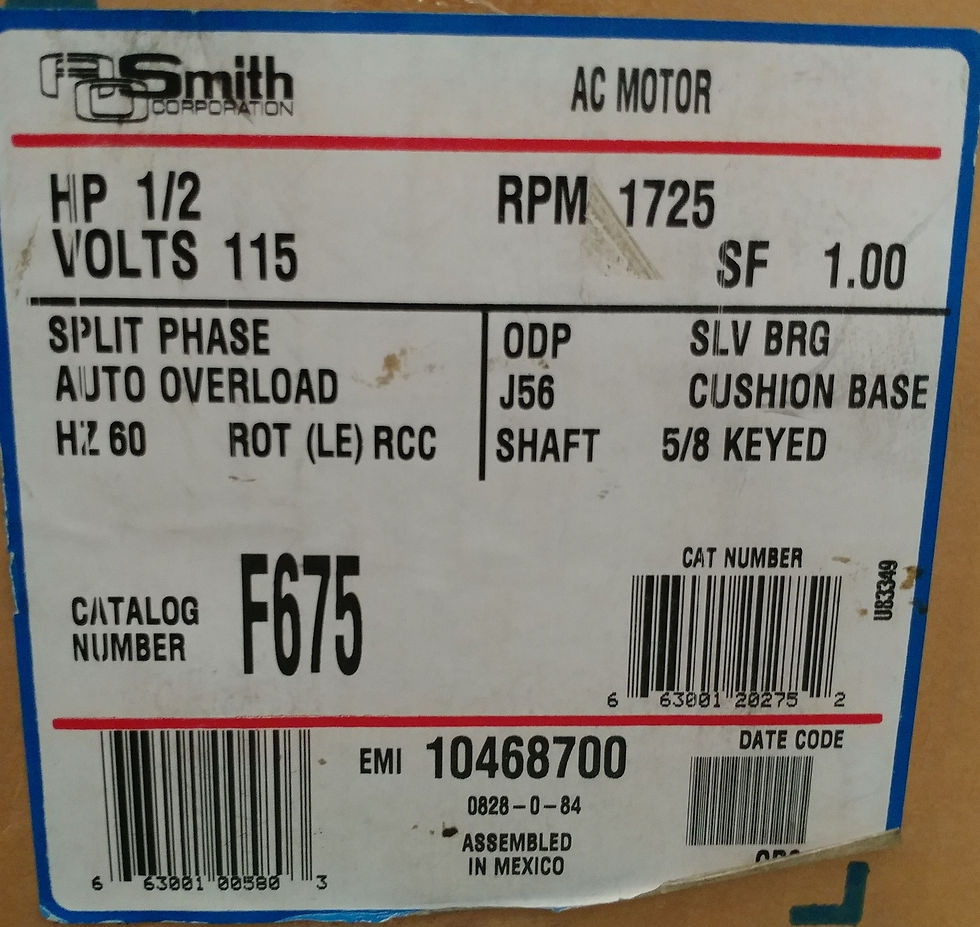 AOSmith
CORPORATION
AC MOTOR
HP 1/2
RPM 1725
VOLTS 115
SF 1.00
SPLIT PHASE
ODP SLV BRG
AUTO OVERLOAD
J56 CUSHION BASE
HZ 60 ROT (LE) RCC
SHAFT 5/8 KEYED
CATALOG
NUMBER
F675
CAT NUMBER
U83349
6 63001 20275 2
EMI 10468700
DATE CODE
0828-0-84
ASSEMBLED
IN MEXICO
6 63001 00580 3